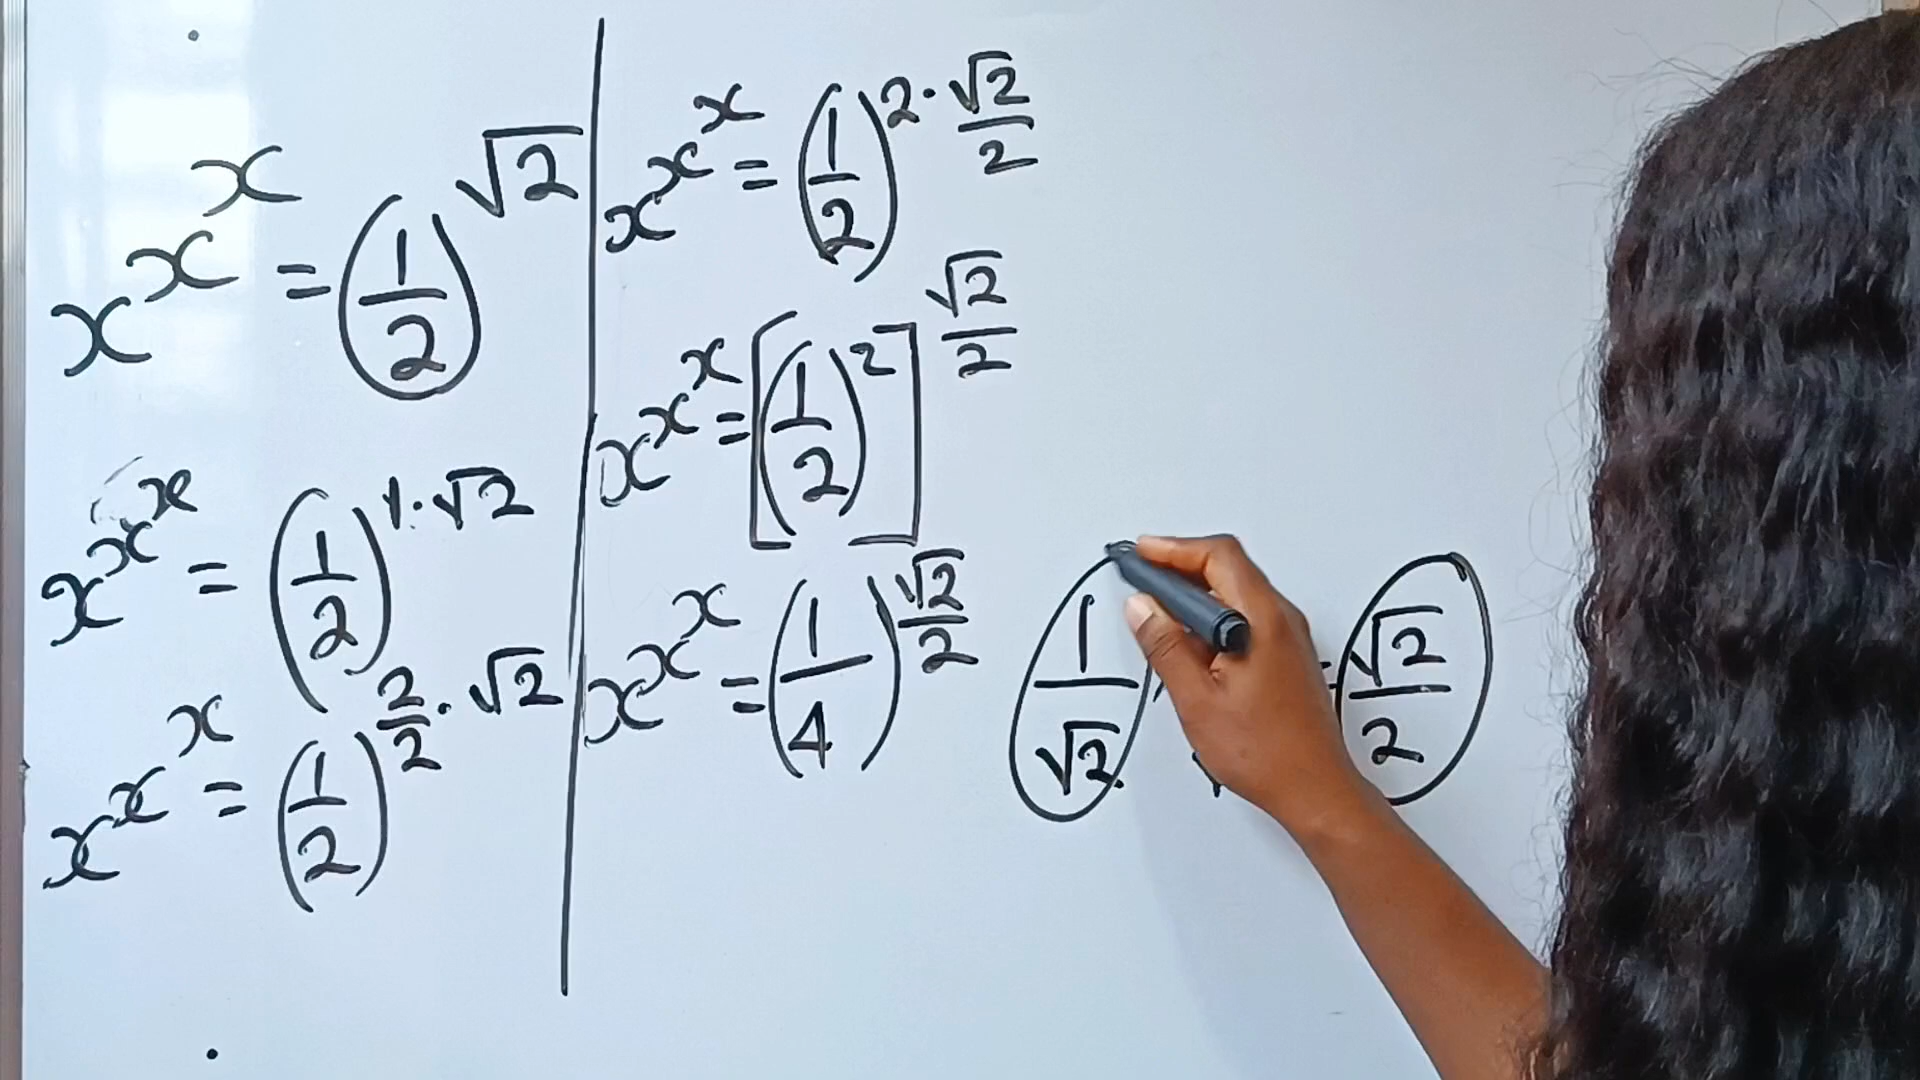 x^x^x = (1/2)^√2
x^x^x = (1/2)^1·√2
x^x^x = (1/2)^2/2·√2
x^x^x = (1/2)^2·√2/2
x^x^x = [(1/2)^2]^√2/2
x^x^x = (1/4)^√2/2
1/√2 = √2/2